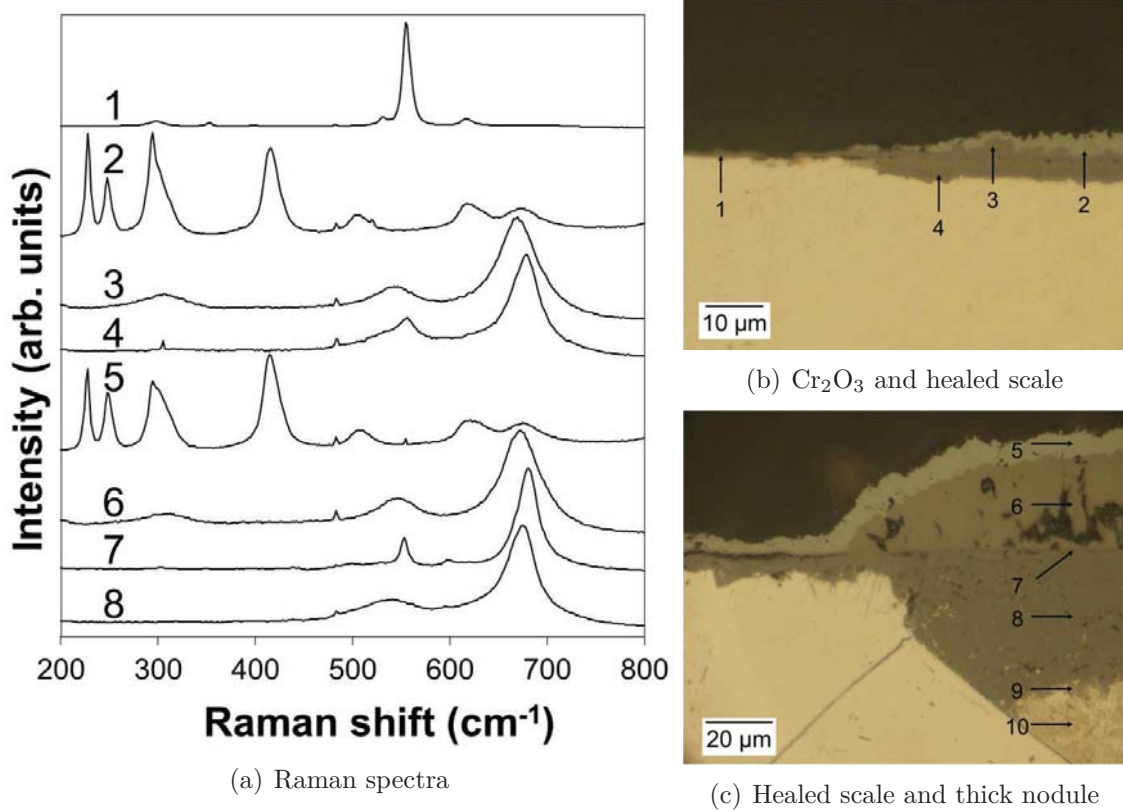 1
2
3
4
5
6
7
8
Intensity (arb. units)
200 300 400 500 600 700 800
Raman shift (cm⁻¹)
(a) Raman spectra
1
4
3
2
10 µm
(b) Cr₂O₃ and healed scale
5
6
7
8
9
10
20 µm
(c) Healed scale and thick nodule